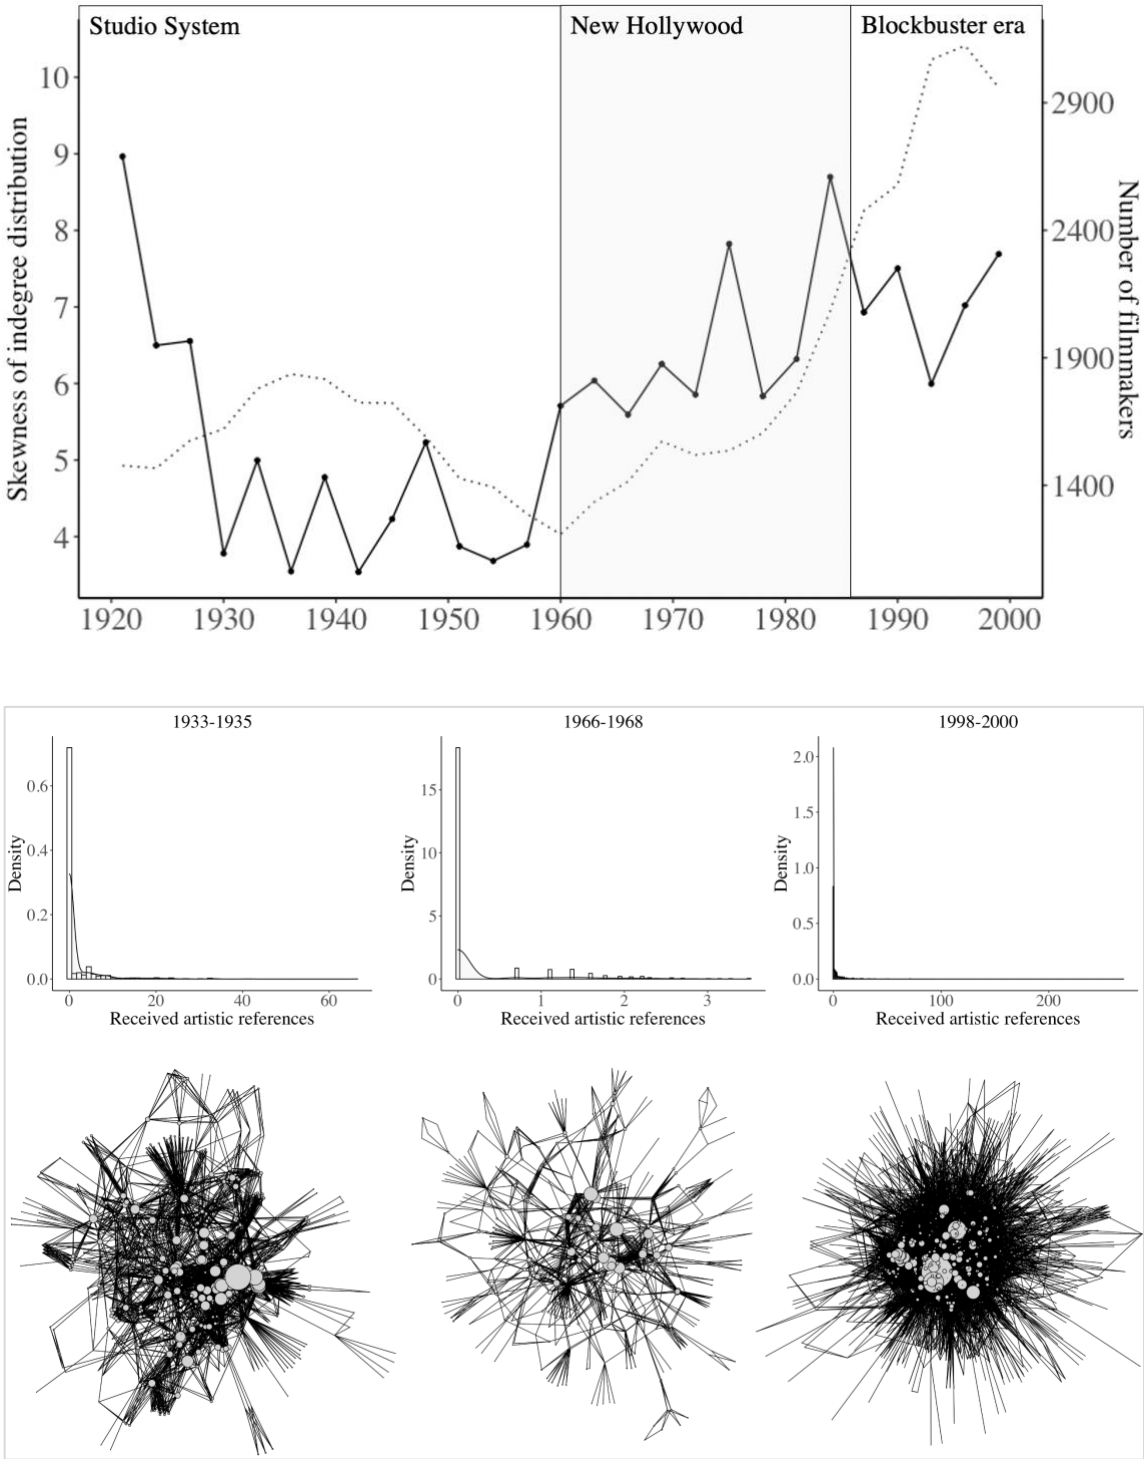 Studio System
New Hollywood
Blockbuster era
Skewness of indegree distribution
10
9
8
7
6
5
4
2900
2400
1900
1400
Number of filmmakers
1920 1930 1940 1950 1960 1970 1980 1990 2000
1933-1935
Density
0.6
0.4
0.2
0.0
0 20 40 60
Received artistic references
1966-1968
Density
15
10
5
0
0 1 2 3
Received artistic references
1998-2000
Density
2.0
1.5
1.0
0.5
0.0
0 100 200
Received artistic references